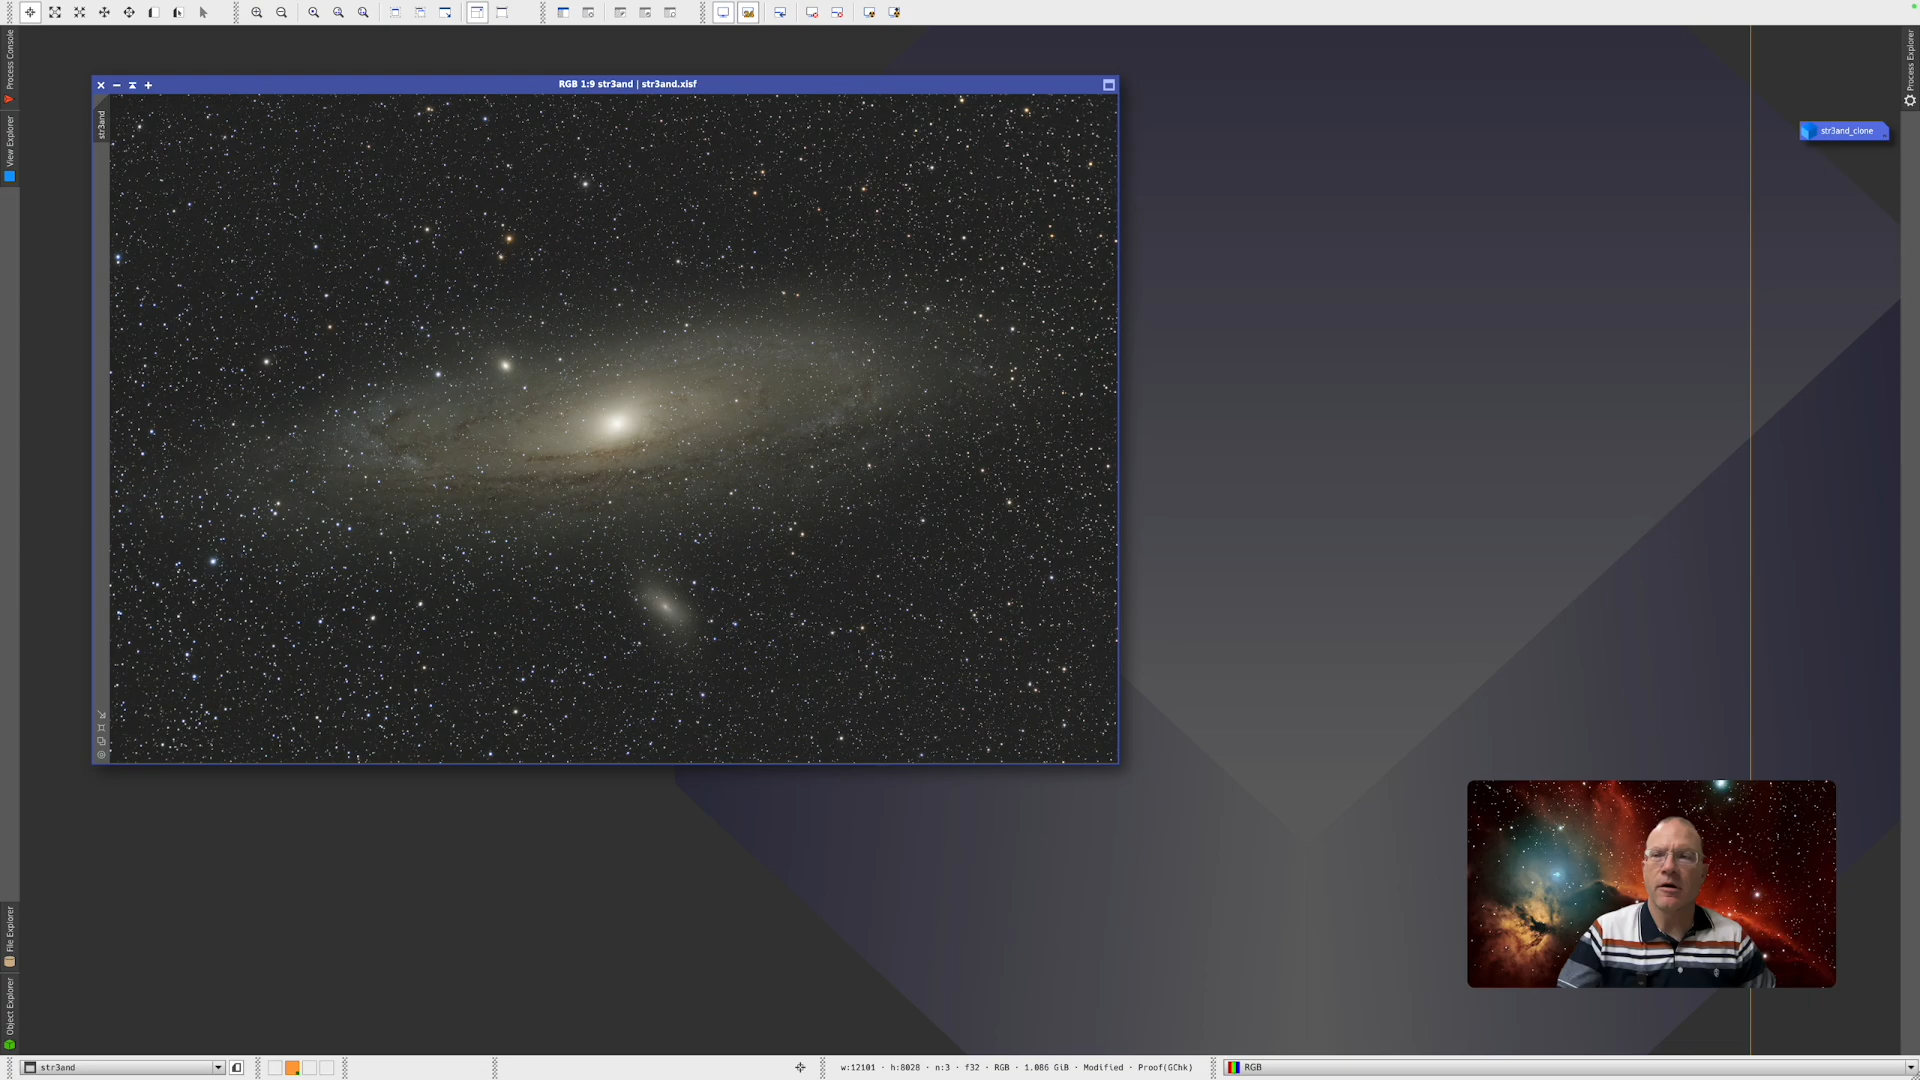 Process Console
View Explorer
File Explorer
Object Explorer
RGB 1:9 str3and | str3and.xisf
str3and
Process Explorer
str3and_clone
str3and
w:12101 · h:8028 · n:3 · f32 · RGB · 1.086 GiB · Modified · Proof(GChk)
RGB